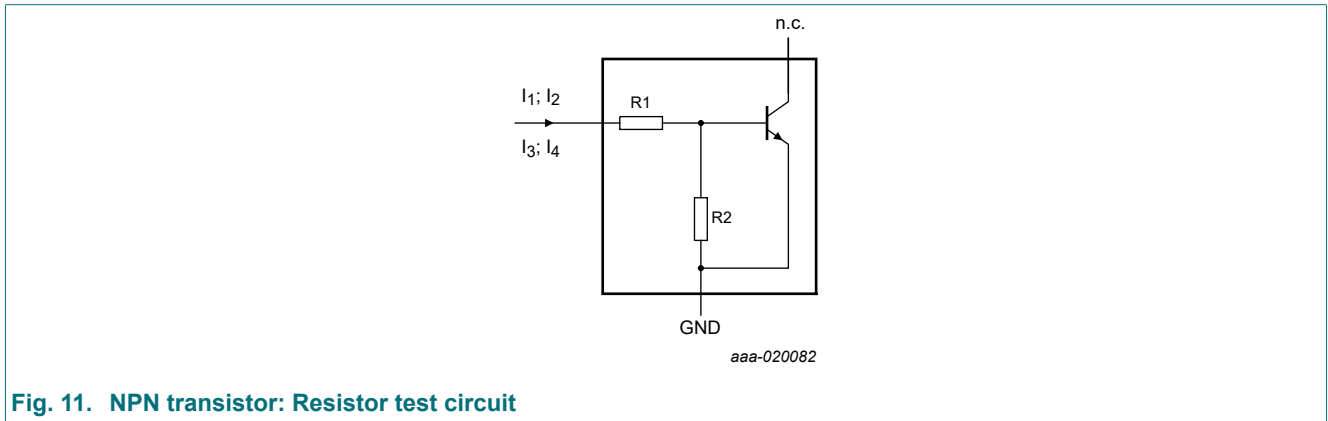 n.c.
I1; I2
R1
I3; I4
R2
GND
aaa-020082
Fig. 11. NPN transistor: Resistor test circuit